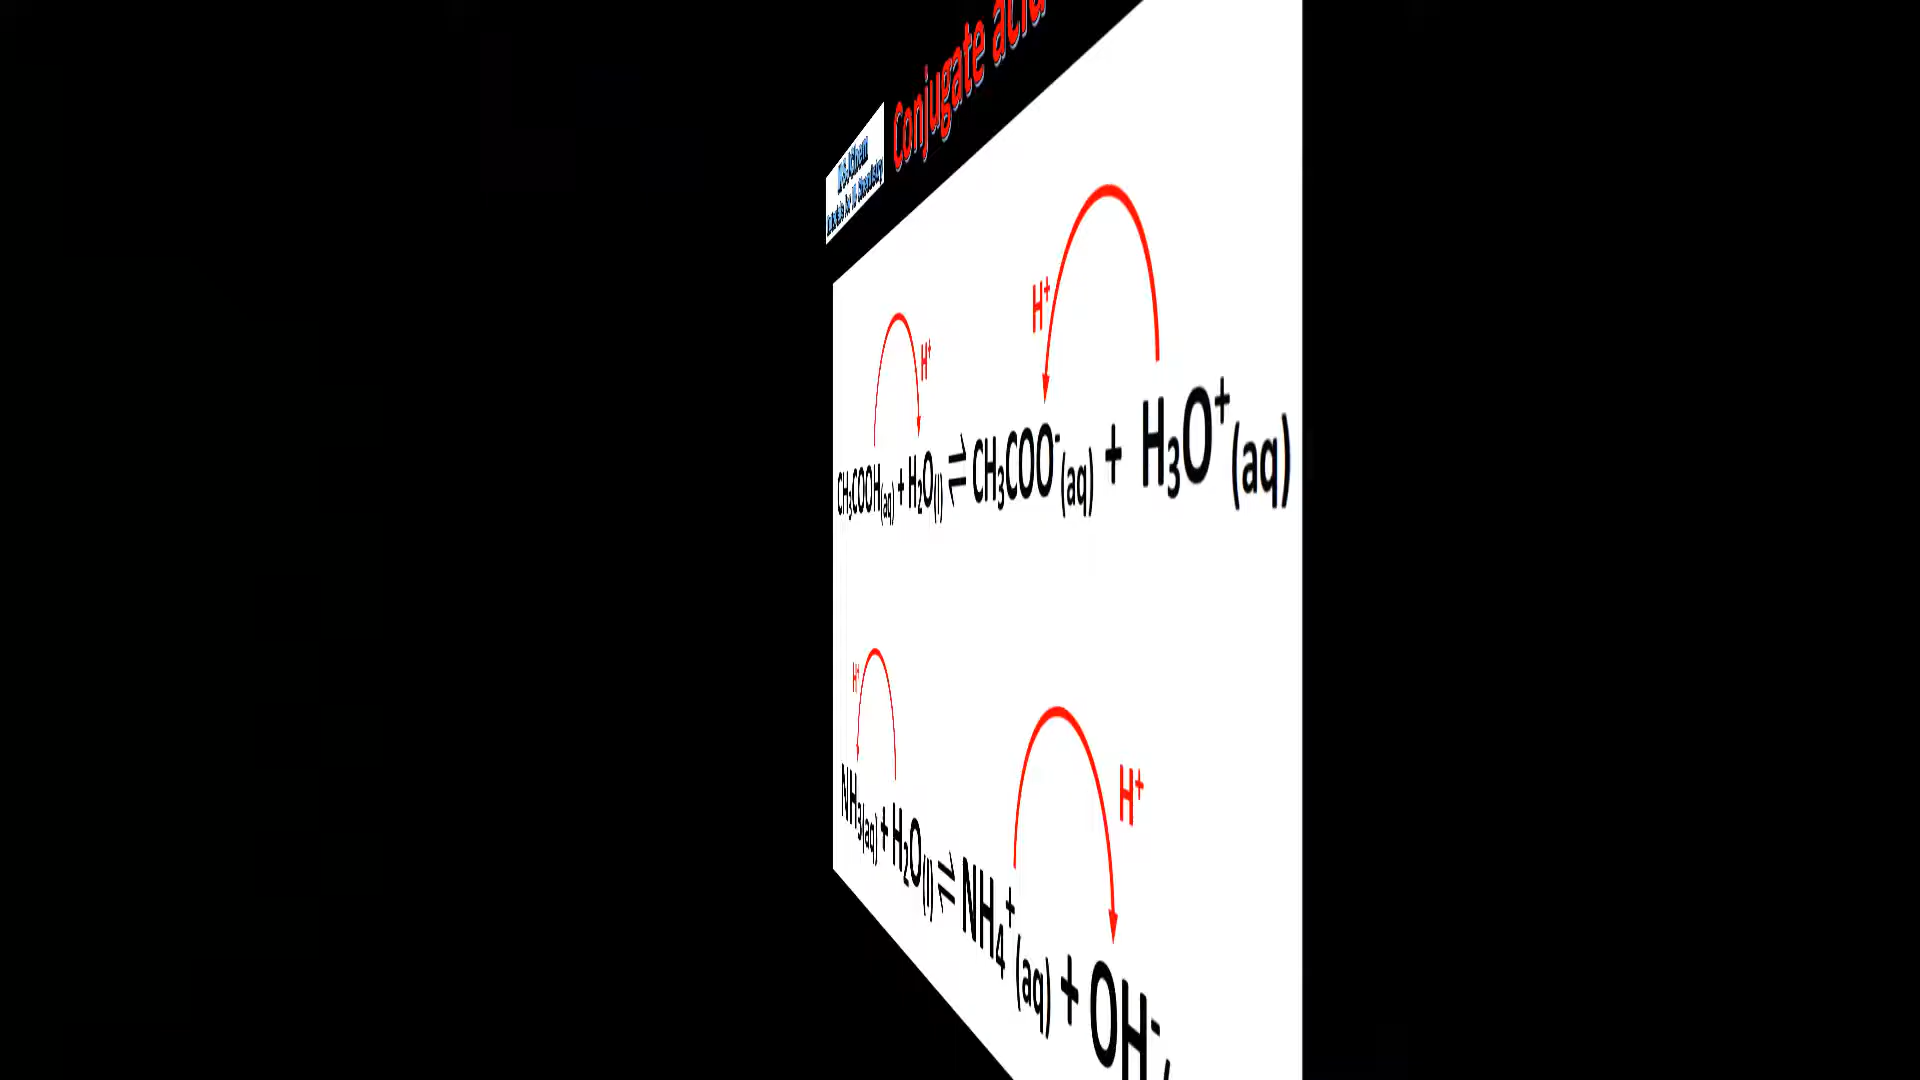 Conjugate acid
H⁺
H⁺
CH₃COOH(aq) + H₂O(l) ⇌ CH₃COO⁻(aq) + H₃O⁺(aq)
H⁺
H⁺
NH₃(aq) + H₂O(l) ⇌ NH₄⁺(aq) + OH⁻